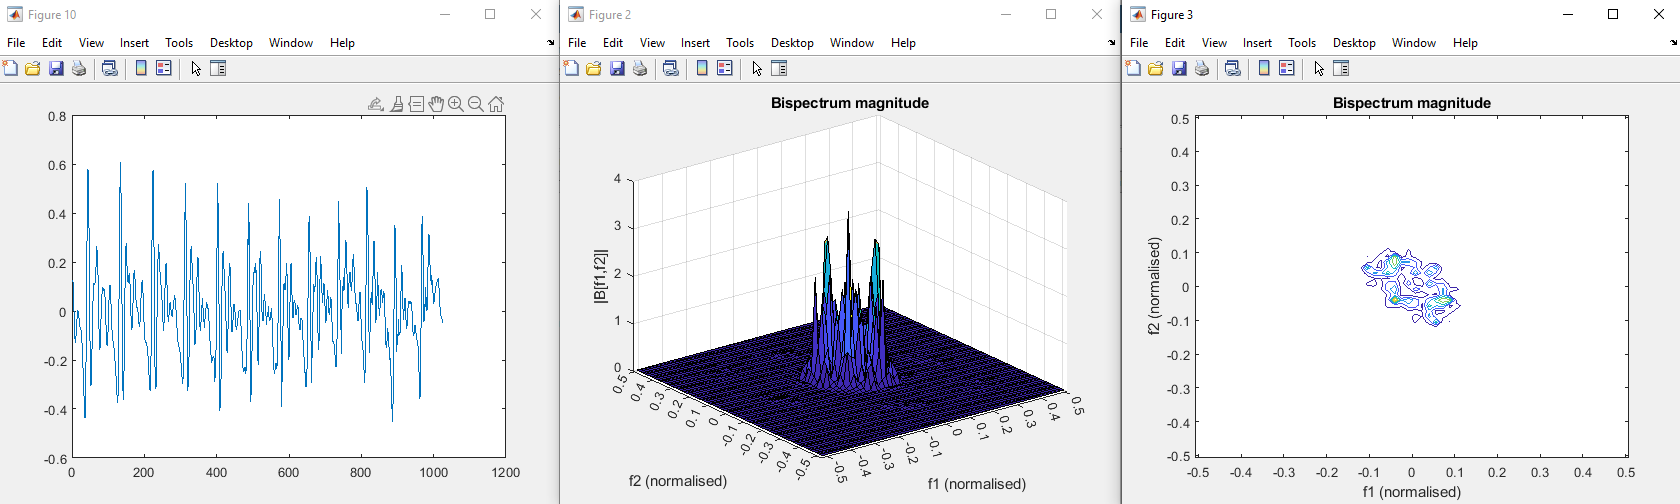 Figure 10
File Edit View Insert Tools Desktop Window Help
0.8
0.6
0.4
0.2
0
-0.2
-0.4
-0.6
0 200 400 600 800 1000 1200
Figure 2
File Edit View Insert Tools Desktop Window Help
Bispectrum magnitude
|B[f1,f2]|
4
3
2
1
0
0.5 0.4 0.3 0.2 0.1 0 -0.1 -0.2 -0.3 -0.4 -0.5
f2 (normalised)
-0.5 -0.4 -0.3 -0.2 -0.1 0 0.1 0.2 0.3 0.4 0.5
f1 (normalised)
Figure 3
File Edit View Insert Tools Desktop Window Help
Bispectrum magnitude
f2 (normalised)
0.5
0.4
0.3
0.2
0.1
0
-0.1
-0.2
-0.3
-0.4
-0.5
-0.5 -0.4 -0.3 -0.2 -0.1 0 0.1 0.2 0.3 0.4 0.5
f1 (normalised)